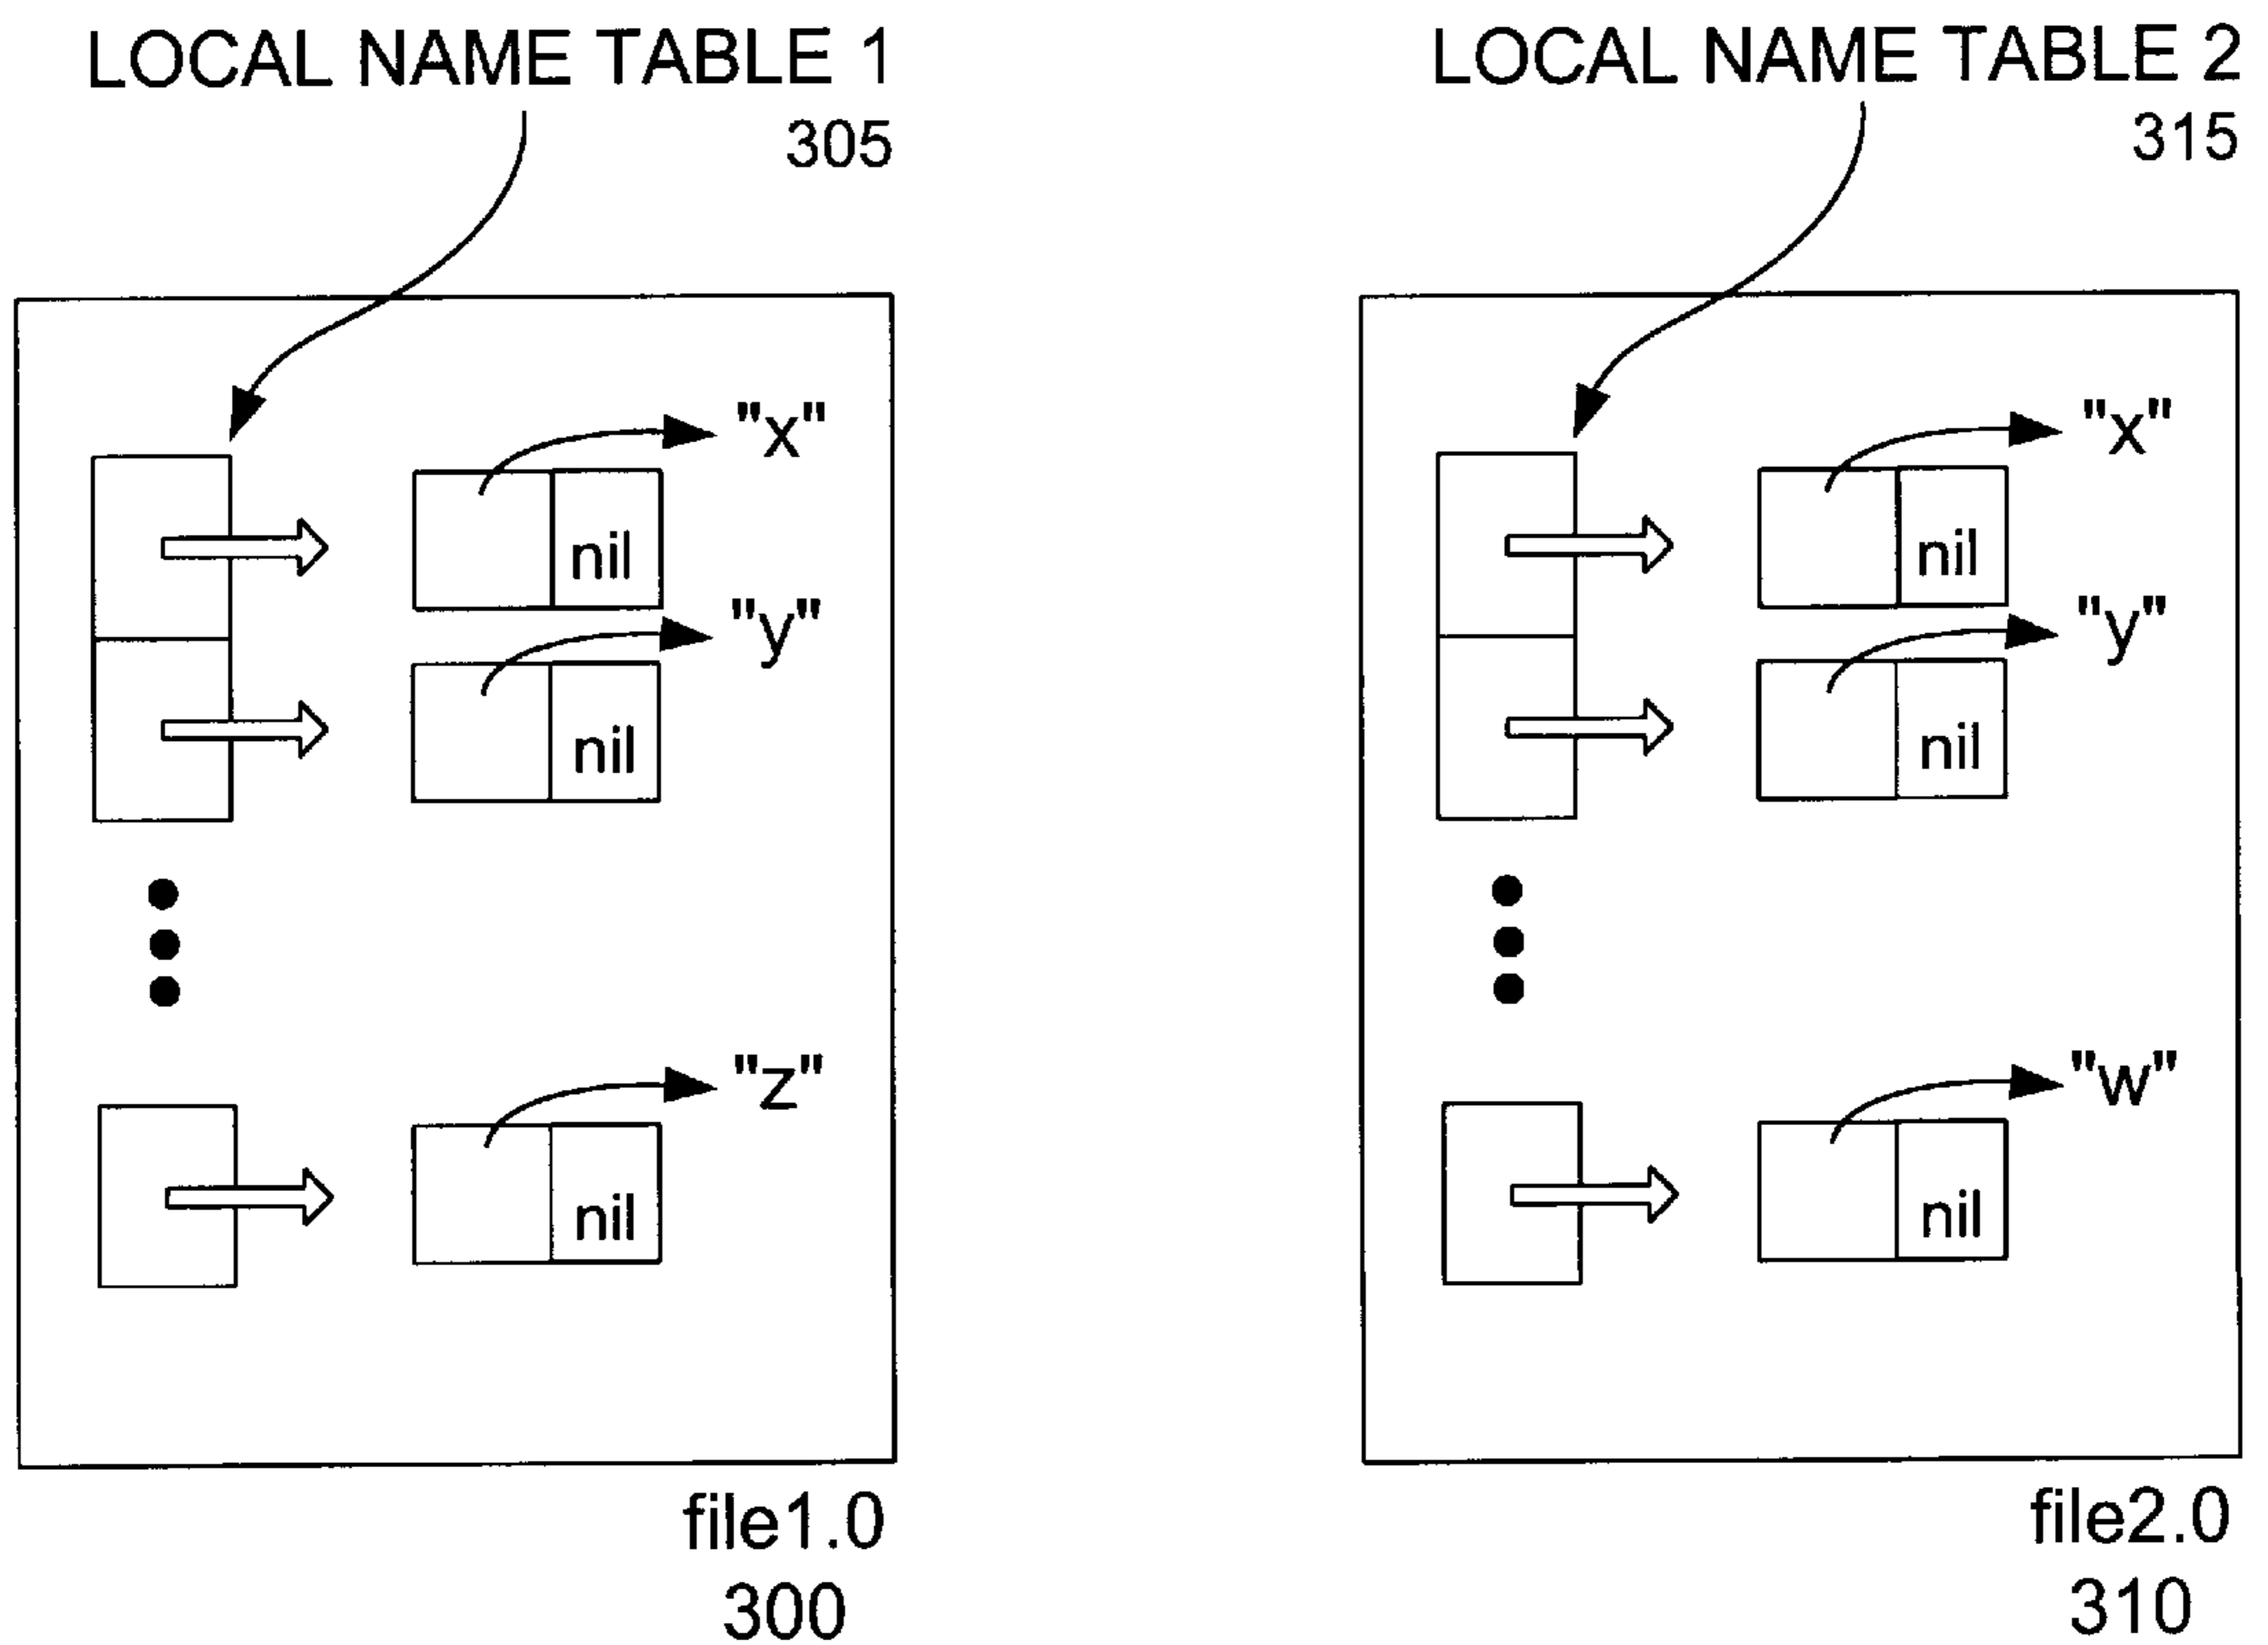 LOCAL NAME TABLE 1
305
"x"
nil
"y"
nil
"z"
nil
file1.0
300
LOCAL NAME TABLE 2
315
"x"
nil
"y"
nil
"w"
nil
file2.0
310